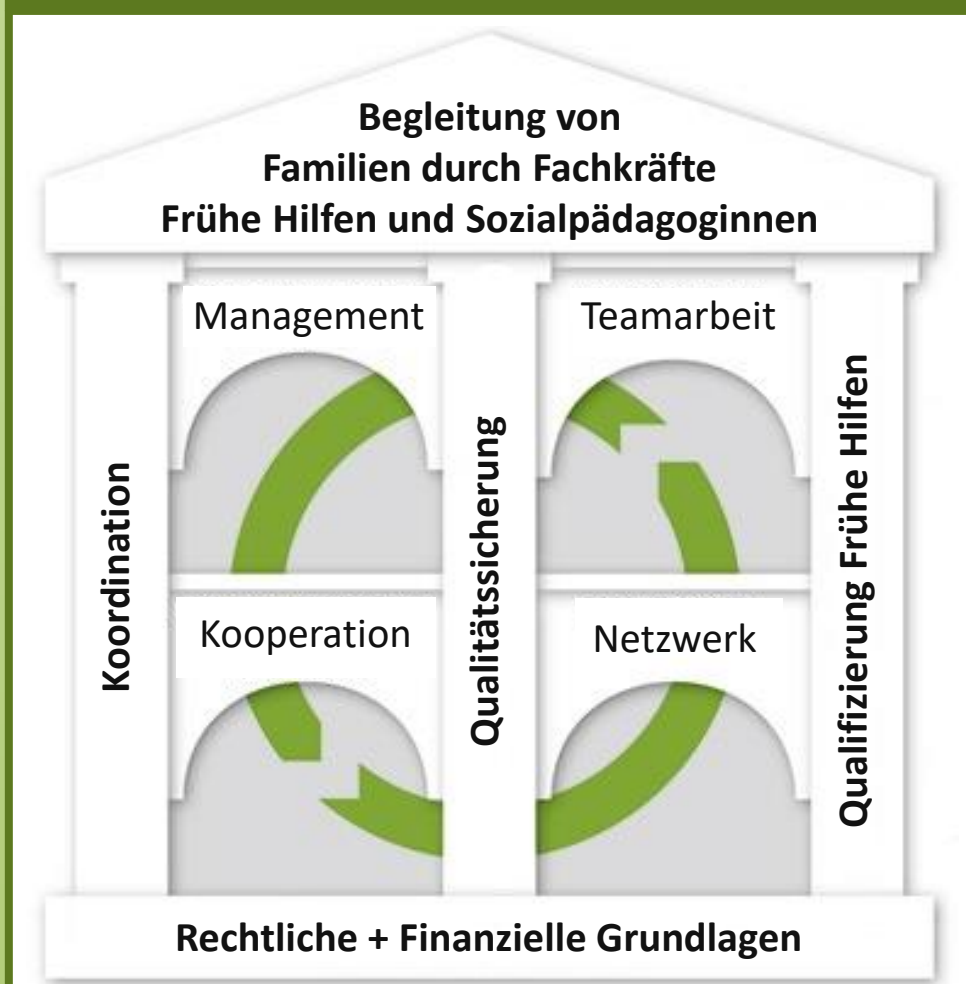 Begleitung von
Familien durch Fachkräfte
Frühe Hilfen und Sozialpädagoginnen
Management
Teamarbeit
Koordination
Qualitätssicherung
Qualifizierung Frühe Hilfen
Kooperation
Netzwerk
Rechtliche + Finanzielle Grundlagen